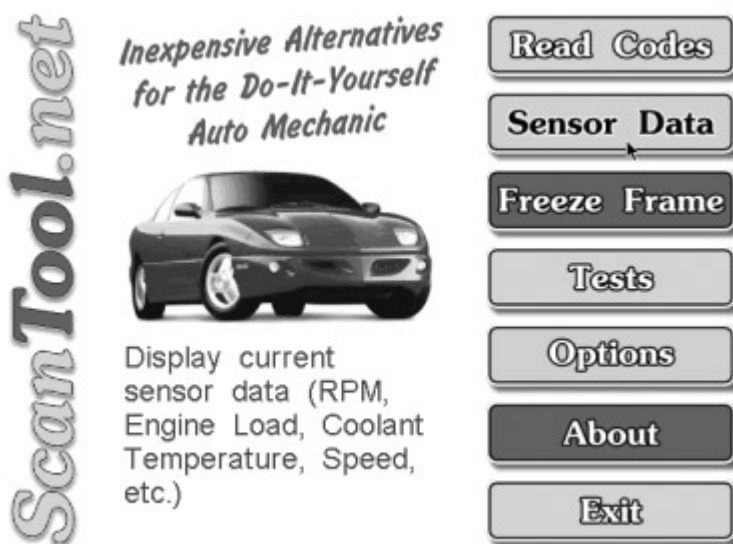 ScanTool.net
Inexpensive Alternatives
for the Do-It-Yourself
Auto Mechanic
Display current
sensor data (RPM,
Engine Load, Coolant
Temperature, Speed,
etc.)
Read Codes
Sensor Data
Freeze Frame
Tests
Options
About
Exit